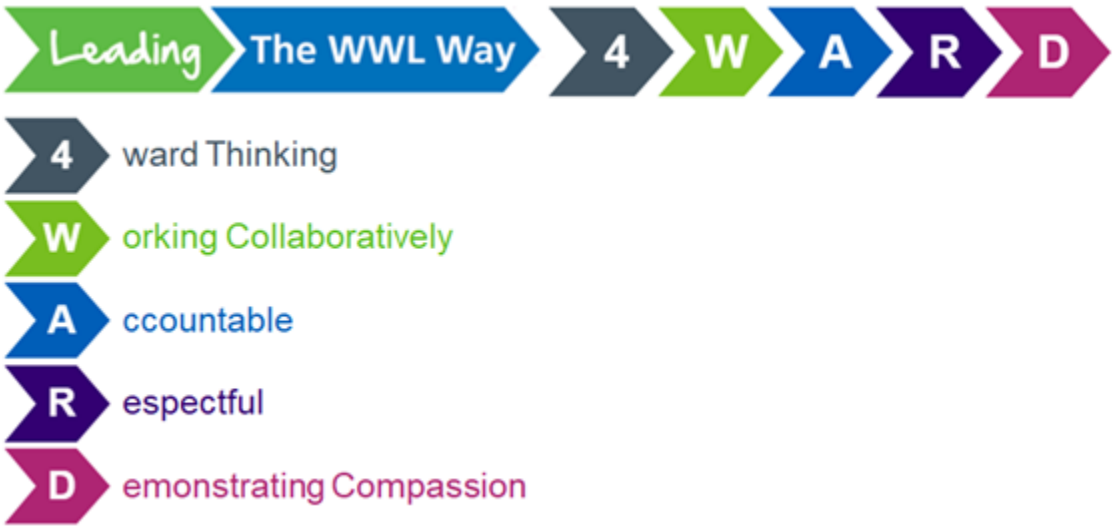 Leading The WWL Way 4 W A R D
4 ward Thinking
W orking Collaboratively
A ccountable
R espectful
D emonstrating Compassion